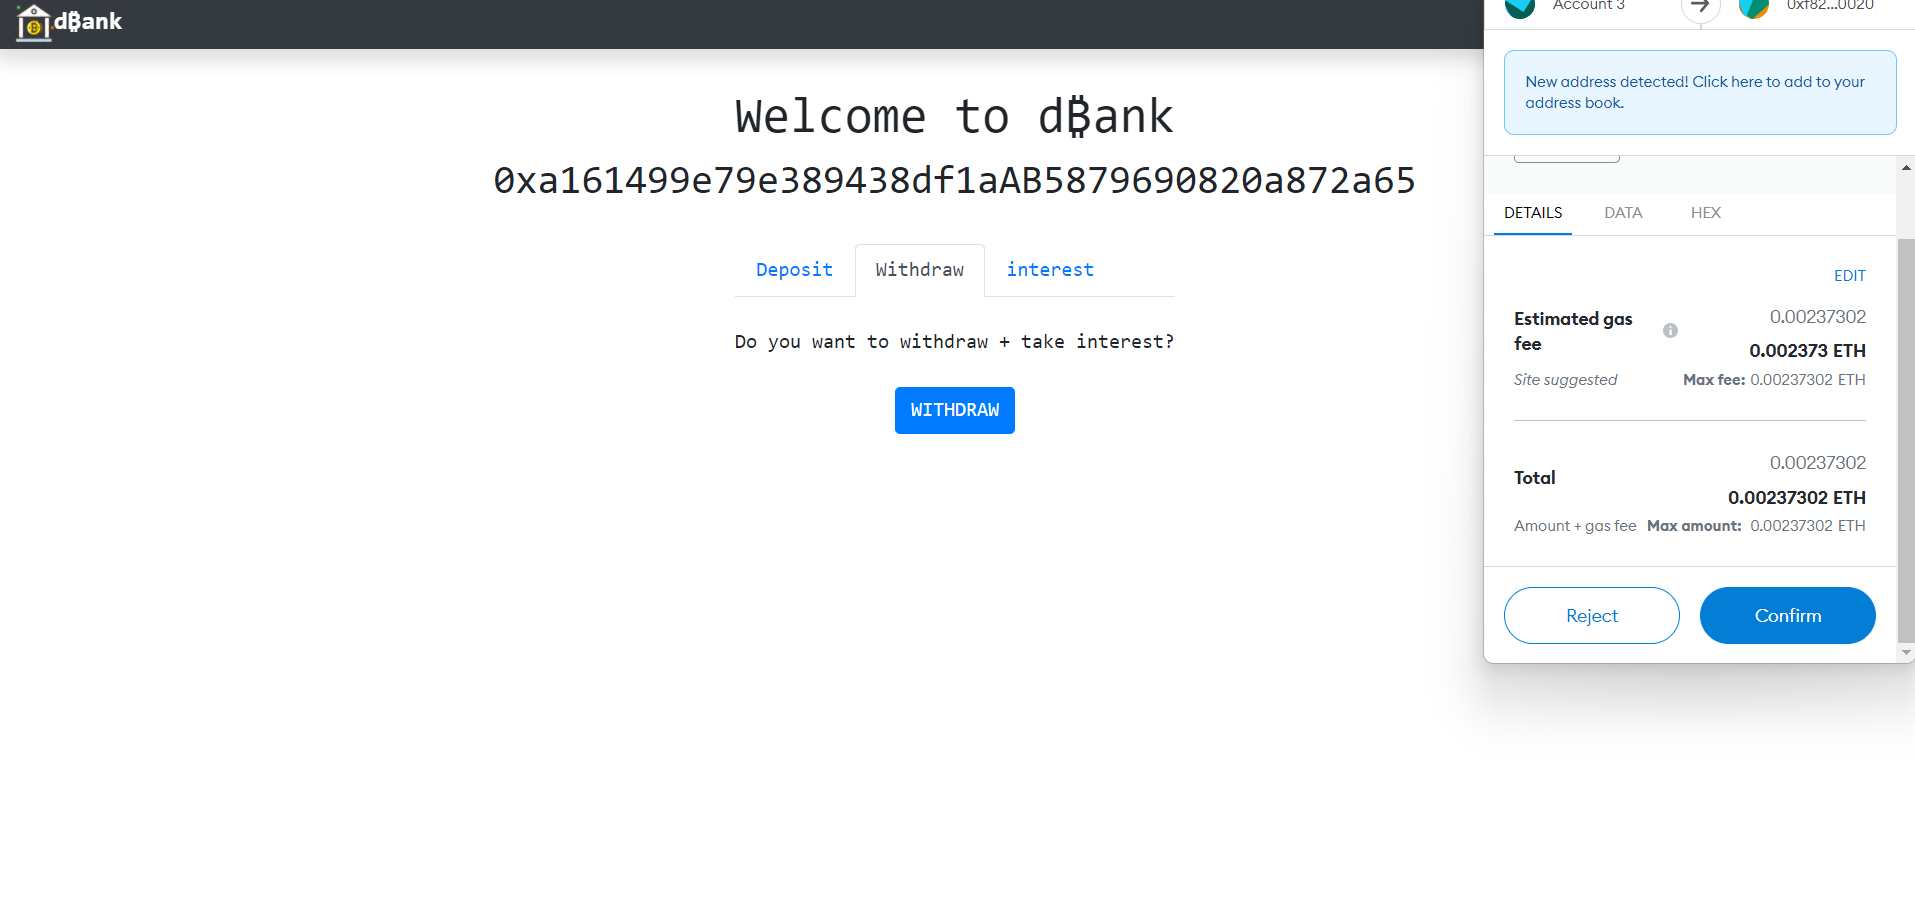 d₿ank
Welcome to d₿ank
0xa161499e79e389438df1aAB5879690820a872a65
Deposit Withdraw interest
Do you want to withdraw + take interest?
WITHDRAW
Account 3 0xf82...0020
New address detected! Click here to add to your
address book.
DETAILS DATA HEX
EDIT
Estimated gas
fee
0.00237302
0.002373 ETH
Site suggested Max fee: 0.00237302 ETH
Total
0.00237302
0.00237302 ETH
Amount + gas fee Max amount: 0.00237302 ETH
Reject Confirm